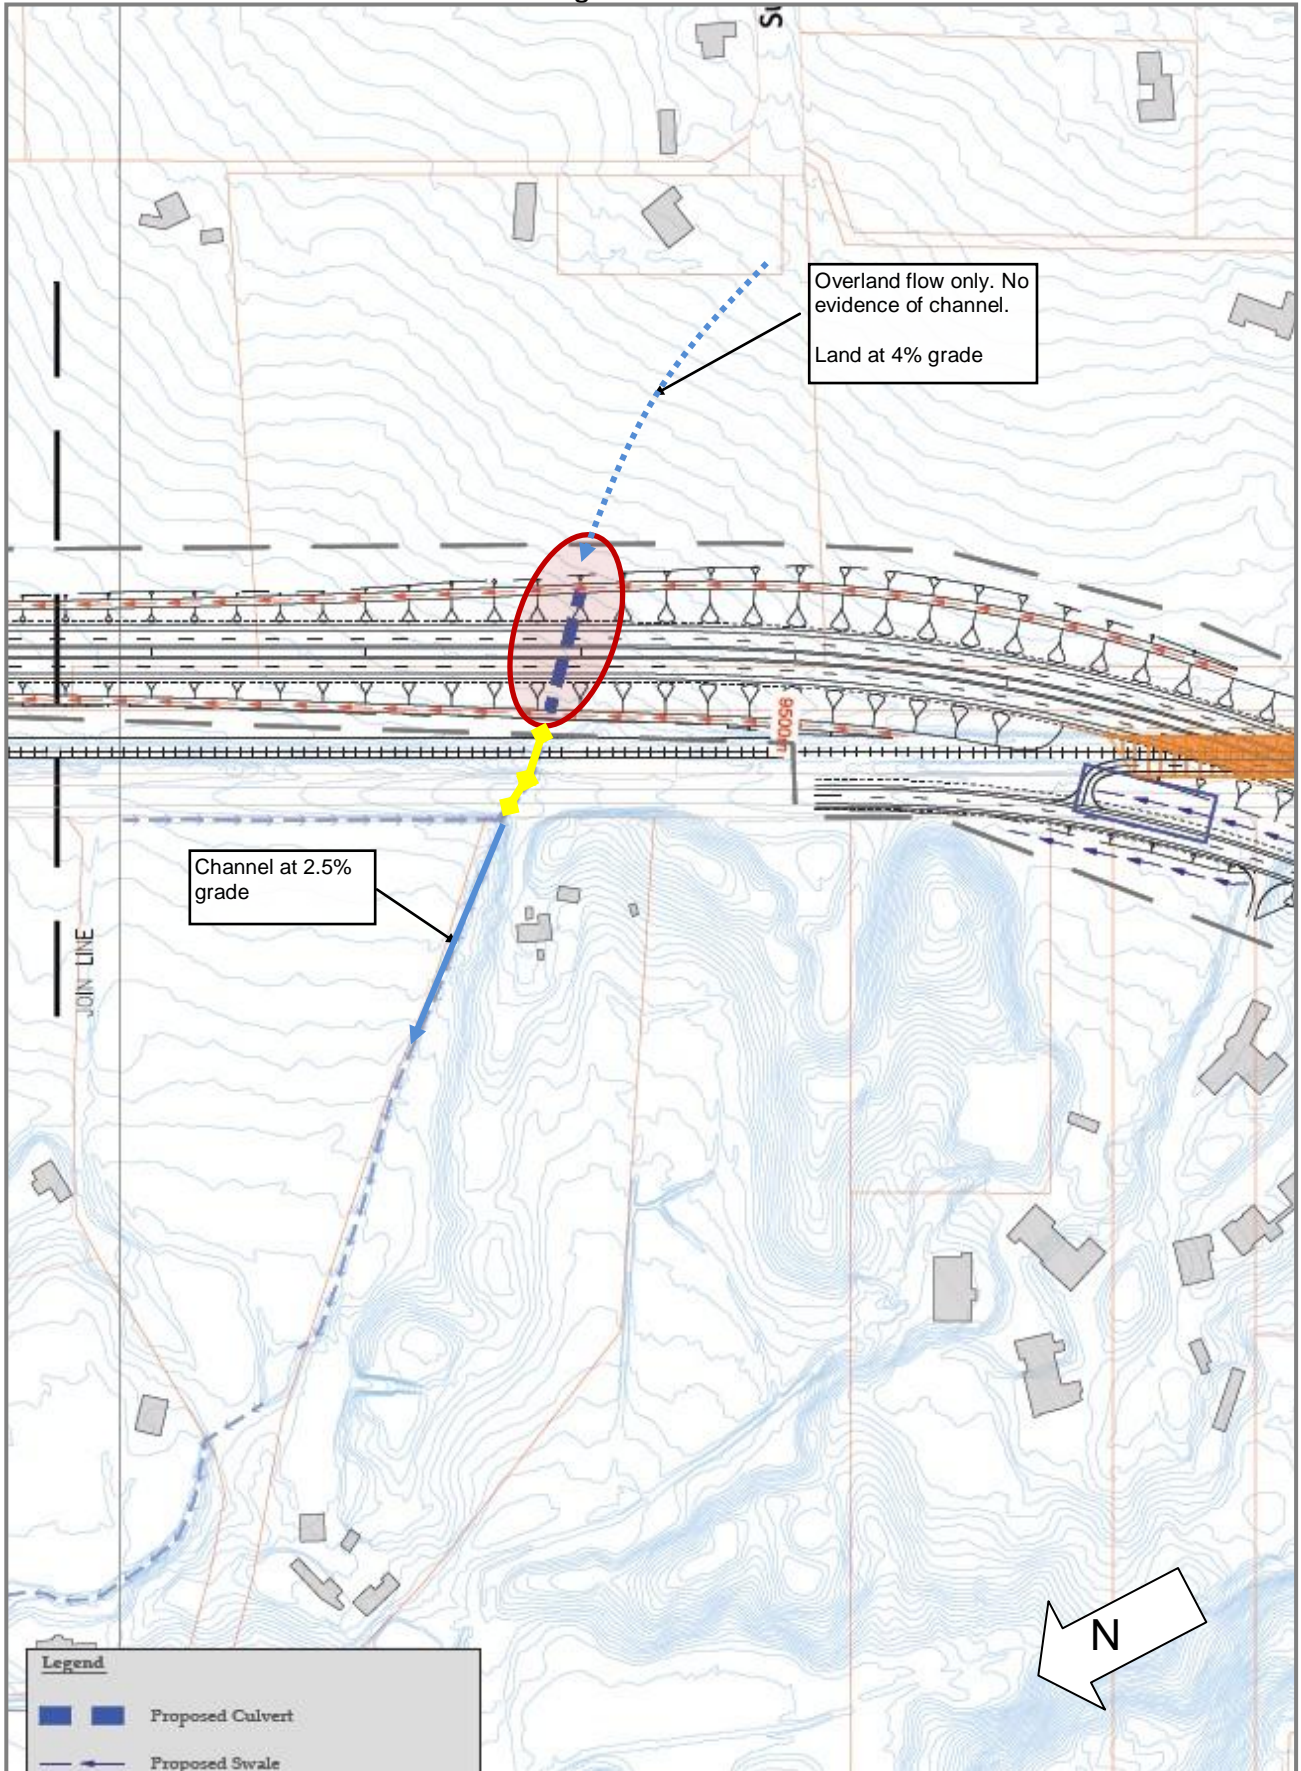 Overland flow only. No
evidence of channel.
Land at 4% grade
9500m
Channel at 2.5%
grade
JOIN LINE
N
Legend
Proposed Culvert
Proposed Swale